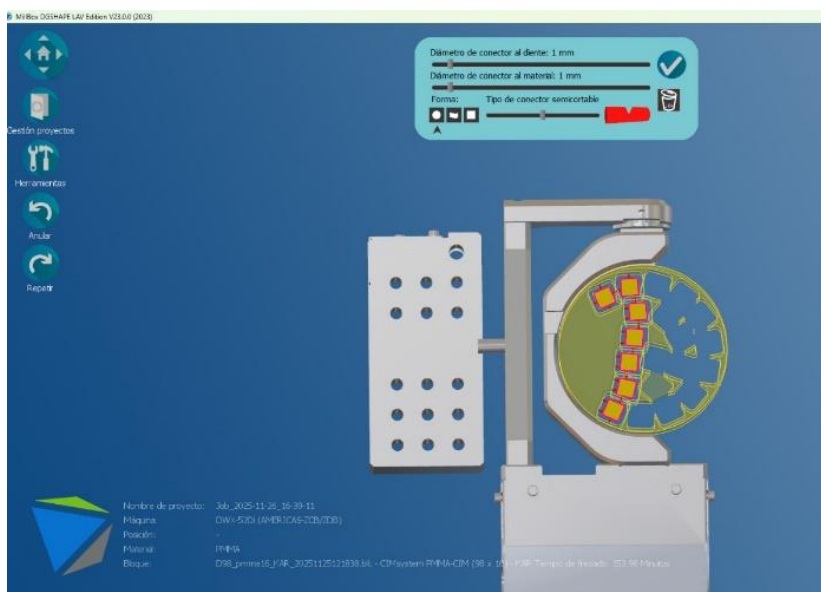 MillBox DGSHAPE LAV Edition V23.0.0 (2023)
Diámetro de conector al diente: 1 mm
Diámetro de conector al material: 1 mm
Forma: Tipo de conector semicortable
Gestión proyectos
Herramientas
Anular
Repetir
Nombre de proyecto: Job_2025-11-26_16-39-11
Máquina: DWX-52Di (AMERICAS-ZCB/ZDB)
Posición: -
Material: PMMA
Bloque: D98_pmma16_KAR_20251125121838.bil - CIMsystem PMMA-CIM (98 x 16) - KAR Tiempo de fresado: 153.96 Minutos